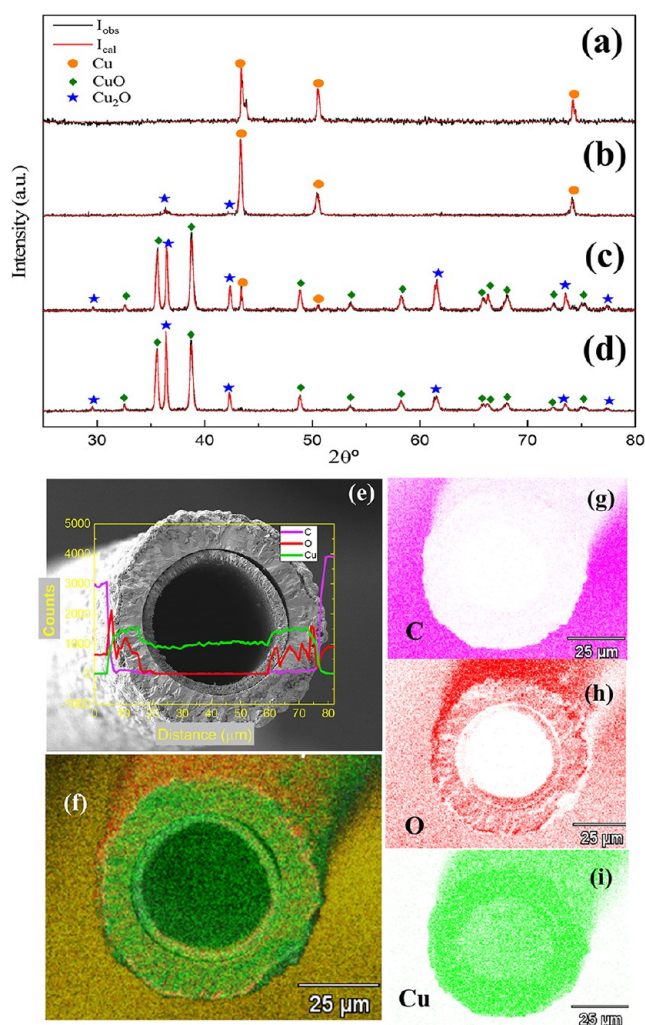 I_obs
I_cal
Cu
CuO
Cu₂O
(a)
(b)
(c)
(d)
Intensity (a.u.)
30 40 50 60 70 80
2θ°
(e)
5000
4000
3000
2000
1000
0
1000
Counts
C
O
Cu
0 10 20 30 40 50 60 70 80
Distance (μm)
(f)
25 μm
(g)
C
25 μm
(h)
O
25 μm
(i)
Cu
25 μm